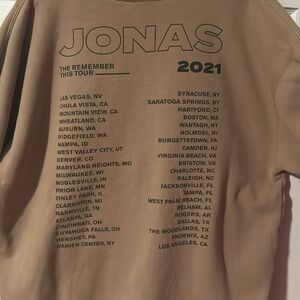 JONAS
THE REMEMBER
THIS TOUR
2021
LAS VEGAS, NV
CHULA VISTA, CA
MOUNTAIN VIEW, CA
WHEATLAND, CA
AUBURN, WA
RIDGEFIELD, WA
NAMPA, ID
WEST VALLEY CITY, UT
DENVER, CO
MARYLAND HEIGHTS, MO
MILWAUKEE, WI
NOBLESVILLE, IN
PRIOR LAKE, MN
TINLEY PARK, IL
CLARKSTON, MI
NASHVILLE, TN
ATLANTA, GA
CINCINNATI, OH
CUYAHOGA FALLS, OH
HERSHEY, PA
DARIEN CENTER, NY
SYRACUSE, NY
SARATOGA SPRINGS, NY
HARTFORD, CT
BOSTON, MA
WANTAGH, NY
HOLMDEL, NJ
BURGETTSTOWN, PA
CAMDEN, NJ
VIRGINIA BEACH, VA
BRISTOW, VA
CHARLOTTE, NC
RALEIGH, NC
JACKSONVILLE, FL
TAMPA, FL
WEST PALM BEACH, FL
PELHAM, AL
ROGERS, AR
DALLAS, TX
THE WOODLANDS, TX
PHOENIX, AZ
LOS ANGELES, CA